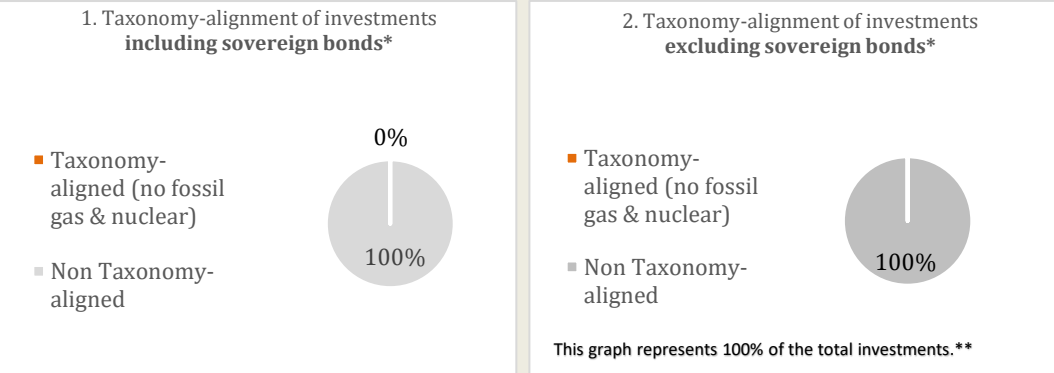 1. Taxonomy-alignment of investments
including sovereign bonds*
0%
Taxonomy-
aligned (no fossil
gas & nuclear)
100%
Non Taxonomy-
aligned
2. Taxonomy-alignment of investments
excluding sovereign bonds*
Taxonomy-
aligned (no fossil
gas & nuclear)
100%
Non Taxonomy-
aligned
This graph represents 100% of the total investments.**